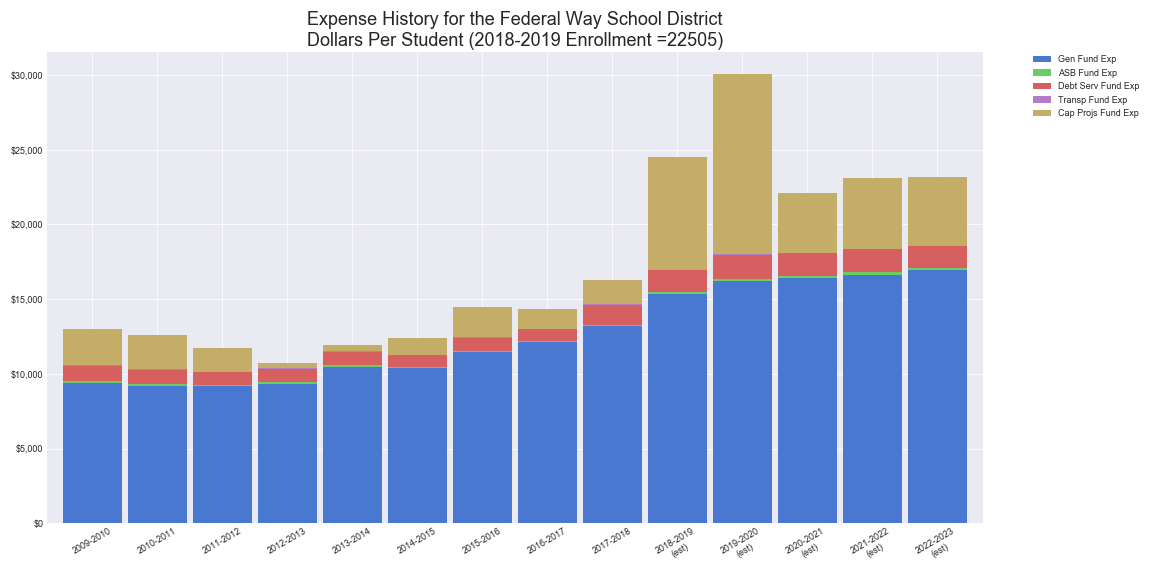 Expense History for the Federal Way School District
Dollars Per Student (2018-2019 Enrollment =22505)
Gen Fund Exp
ASB Fund Exp
Debt Serv Fund Exp
Transp Fund Exp
Cap Projs Fund Exp
$30,000
$25,000
$20,000
$15,000
$10,000
$5,000
$0
2009-2010
2010-2011
2011-2012
2012-2013
2013-2014
2014-2015
2015-2016
2016-2017
2017-2018
2018-2019
(est)
2019-2020
(est)
2020-2021
(est)
2021-2022
(est)
2022-2023
(est)